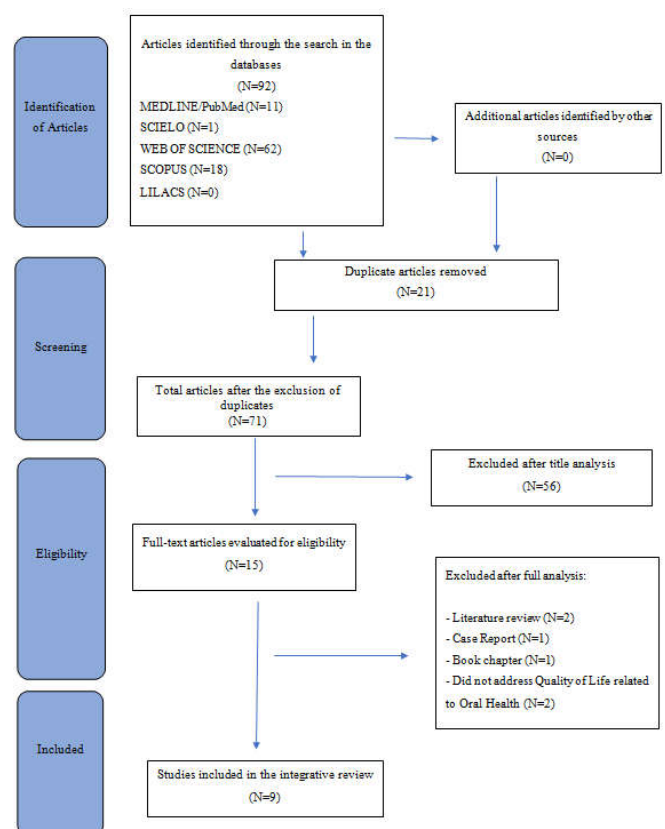 Identification
of Articles
Articles identified through the search in the
databases
(N=92)
MEDLINE/PubMed (N=11)
SCIELO (N=1)
WEB OF SCIENCE (N=62)
SCOPUS (N=18)
LILACS (N=0)
Additional articles identified by other
sources
(N=0)
Duplicate articles removed
(N=21)
Screening
Total articles after the exclusion of
duplicates
(N=71)
Excluded after title analysis
(N=56)
Eligibility
Full-text articles evaluated for eligibility
(N=15)
Excluded after full analysis:
- Literature review (N=2)
- Case Report (N=1)
- Book chapter (N=1)
- Did not address Quality of Life related
to Oral Health (N=2)
Included
Studies included in the integrative review
(N=9)